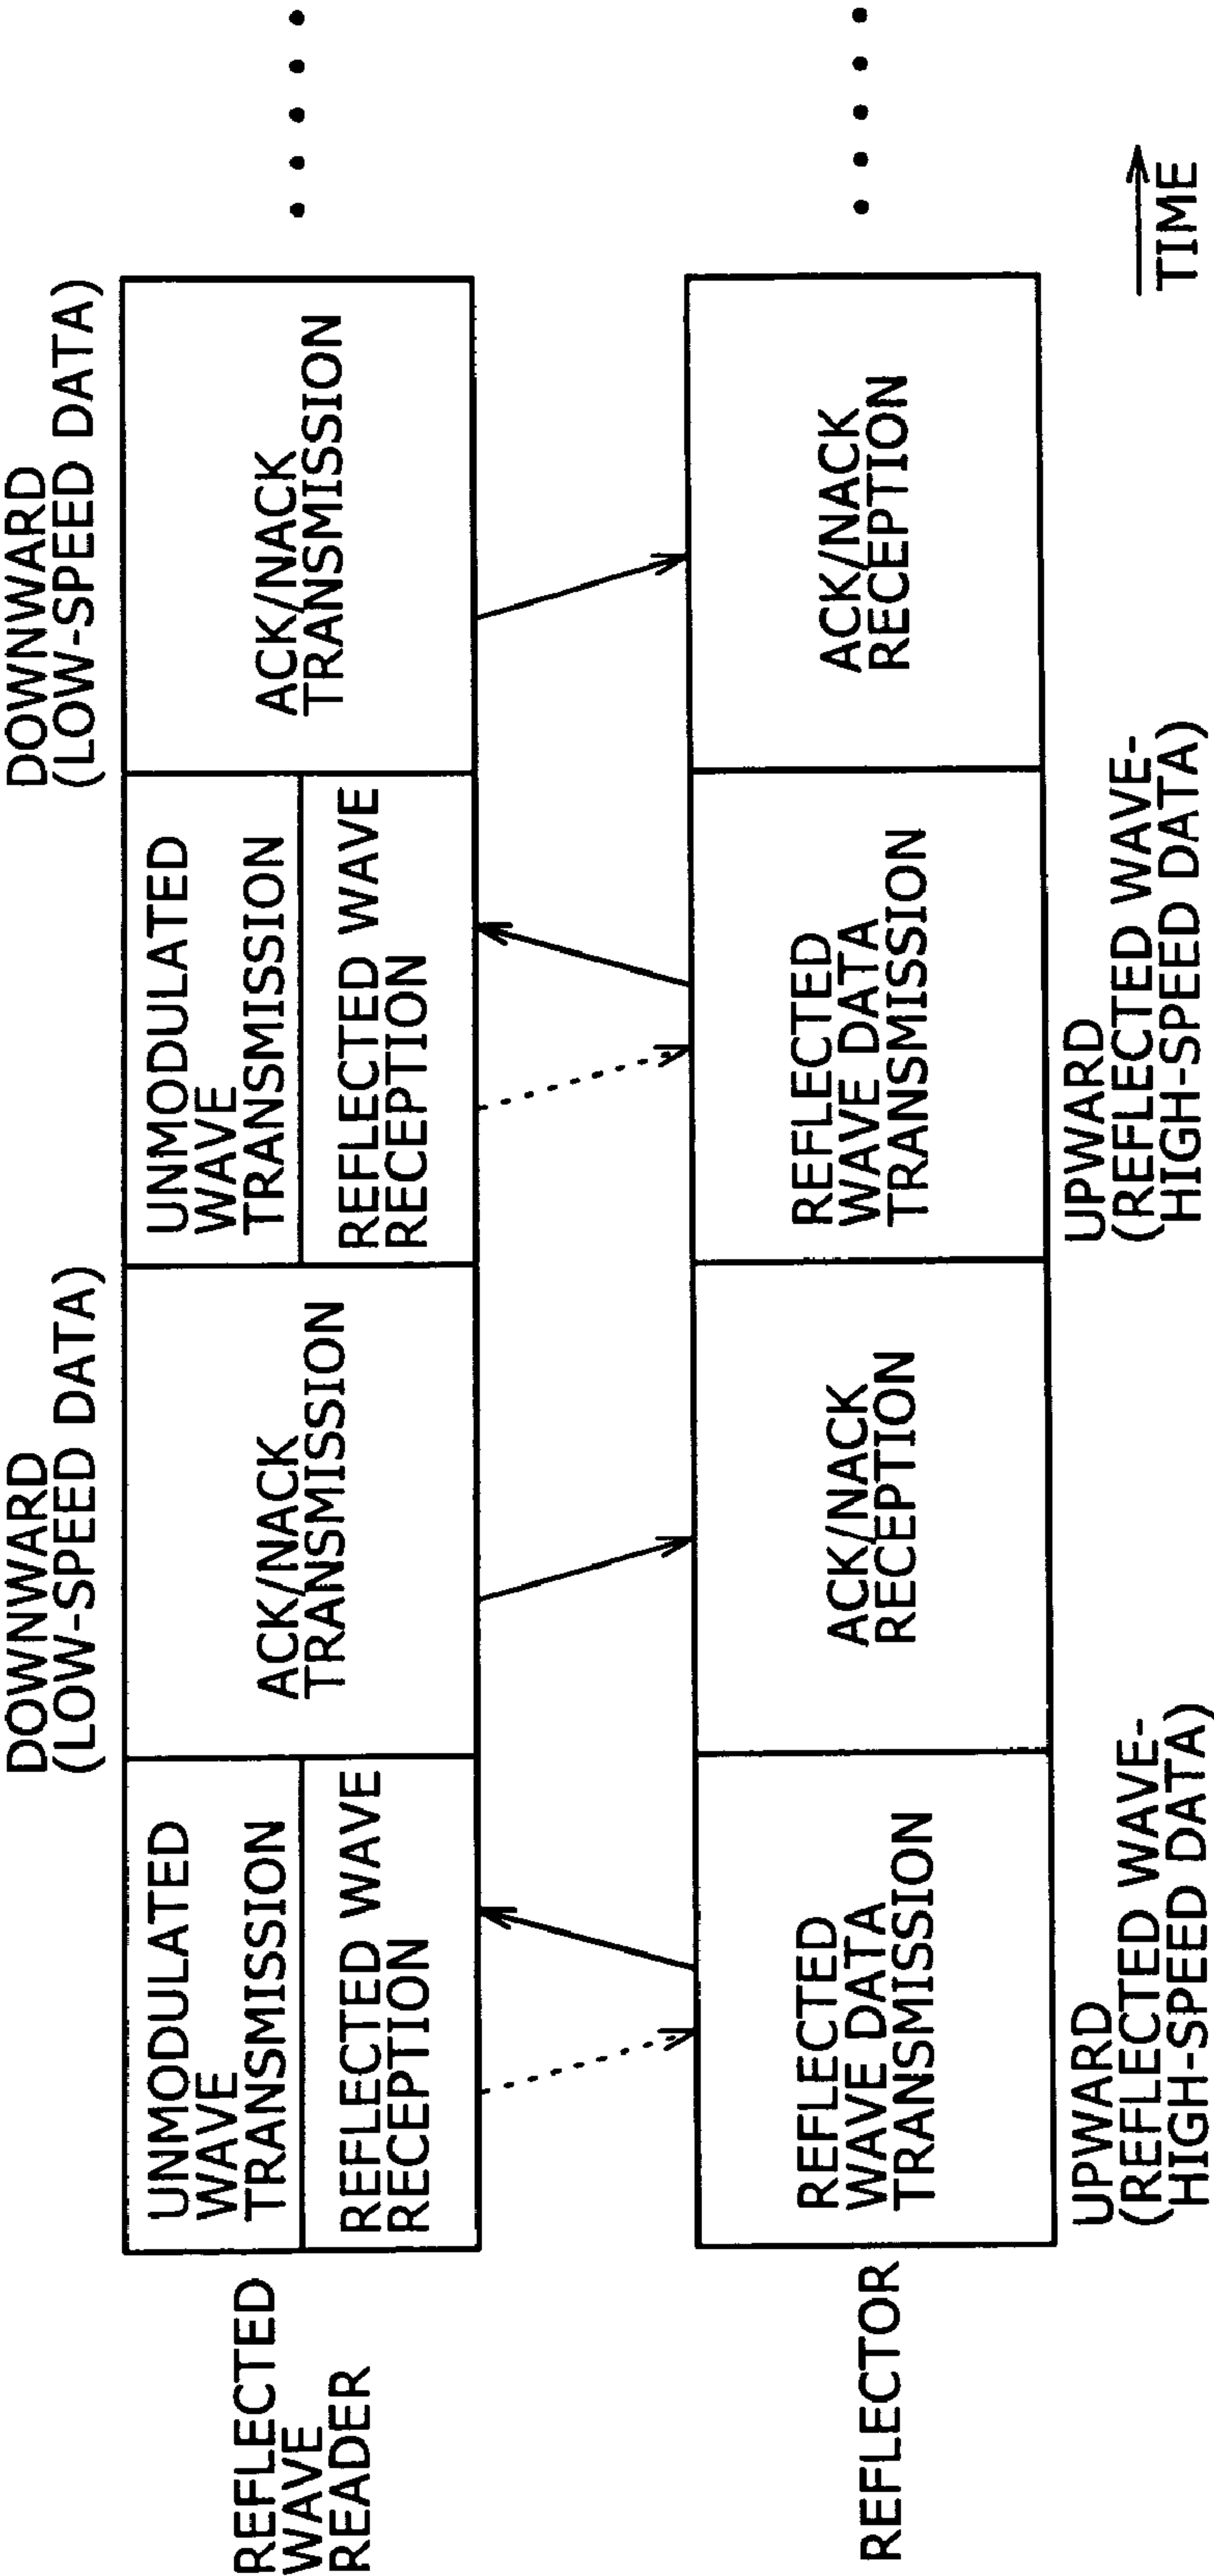 DOWNWARD
(LOW-SPEED DATA)
DOWNWARD
(LOW-SPEED DATA)
REFLECTED
WAVE
READER
UNMODULATED
WAVE
TRANSMISSION
REFLECTED WAVE
RECEPTION
ACK/NACK
TRANSMISSION
UNMODULATED
WAVE
TRANSMISSION
REFLECTED WAVE
RECEPTION
ACK/NACK
TRANSMISSION
REFLECTOR
REFLECTED
WAVE DATA
TRANSMISSION
ACK/NACK
RECEPTION
REFLECTED
WAVE DATA
TRANSMISSION
ACK/NACK
RECEPTION
UPWARD
(REFLECTED WAVE-
HIGH-SPEED DATA)
UPWARD
(REFLECTED WAVE-
HIGH-SPEED DATA)
TIME